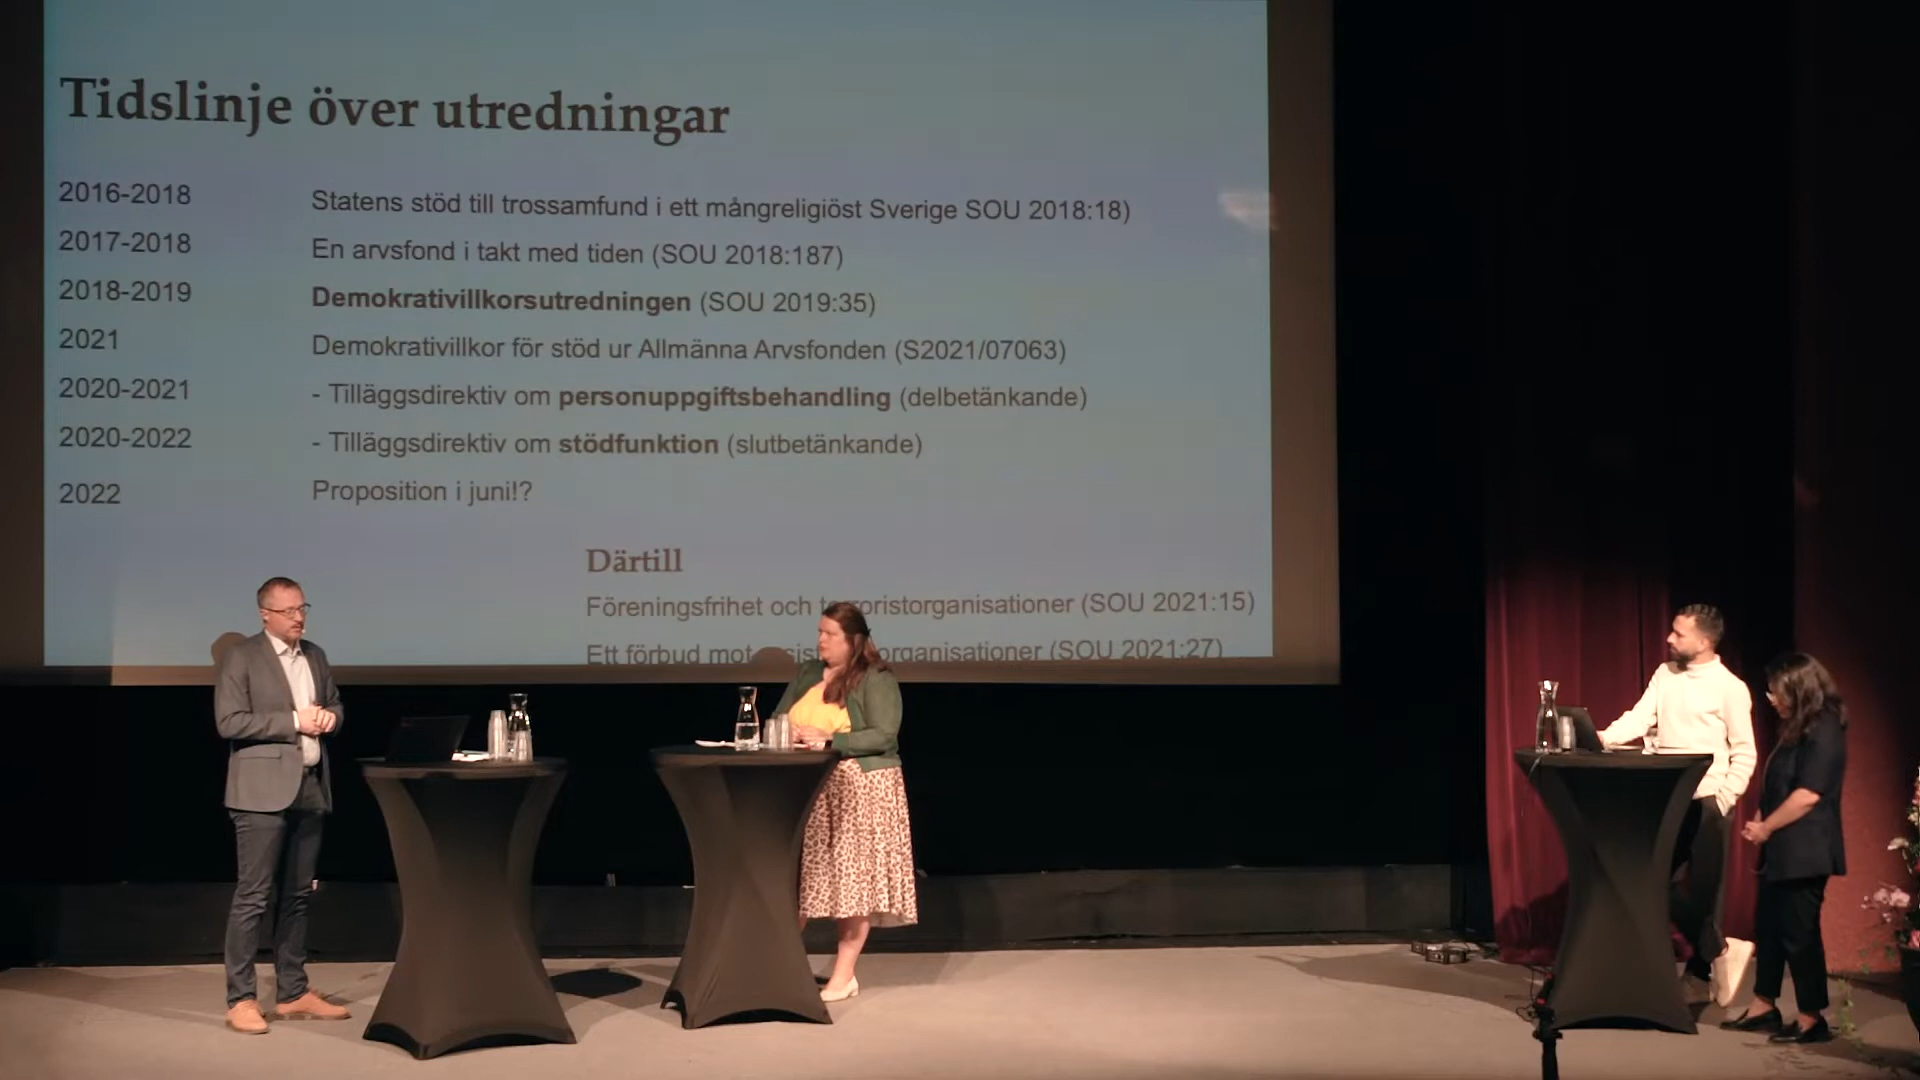 Tidslinje över utredningar
2016-2018 Statens stöd till trossamfund i ett mångreligiöst Sverige SOU 2018:18)
2017-2018 En arvsfond i takt med tiden (SOU 2018:187)
2018-2019 Demokrativillkorsutredningen (SOU 2019:35)
2021 Demokrativillkor för stöd ur Allmänna Arvsfonden (S2021/07063)
2020-2021 - Tilläggsdirektiv om personuppgiftsbehandling (delbetänkande)
2020-2022 - Tilläggsdirektiv om stödfunktion (slutbetänkande)
2022 Proposition i juni!?
Därtill
Föreningsfrihet och terroristorganisationer (SOU 2021:15)
Ett förbud mot organisationer (SOU 2021:27)